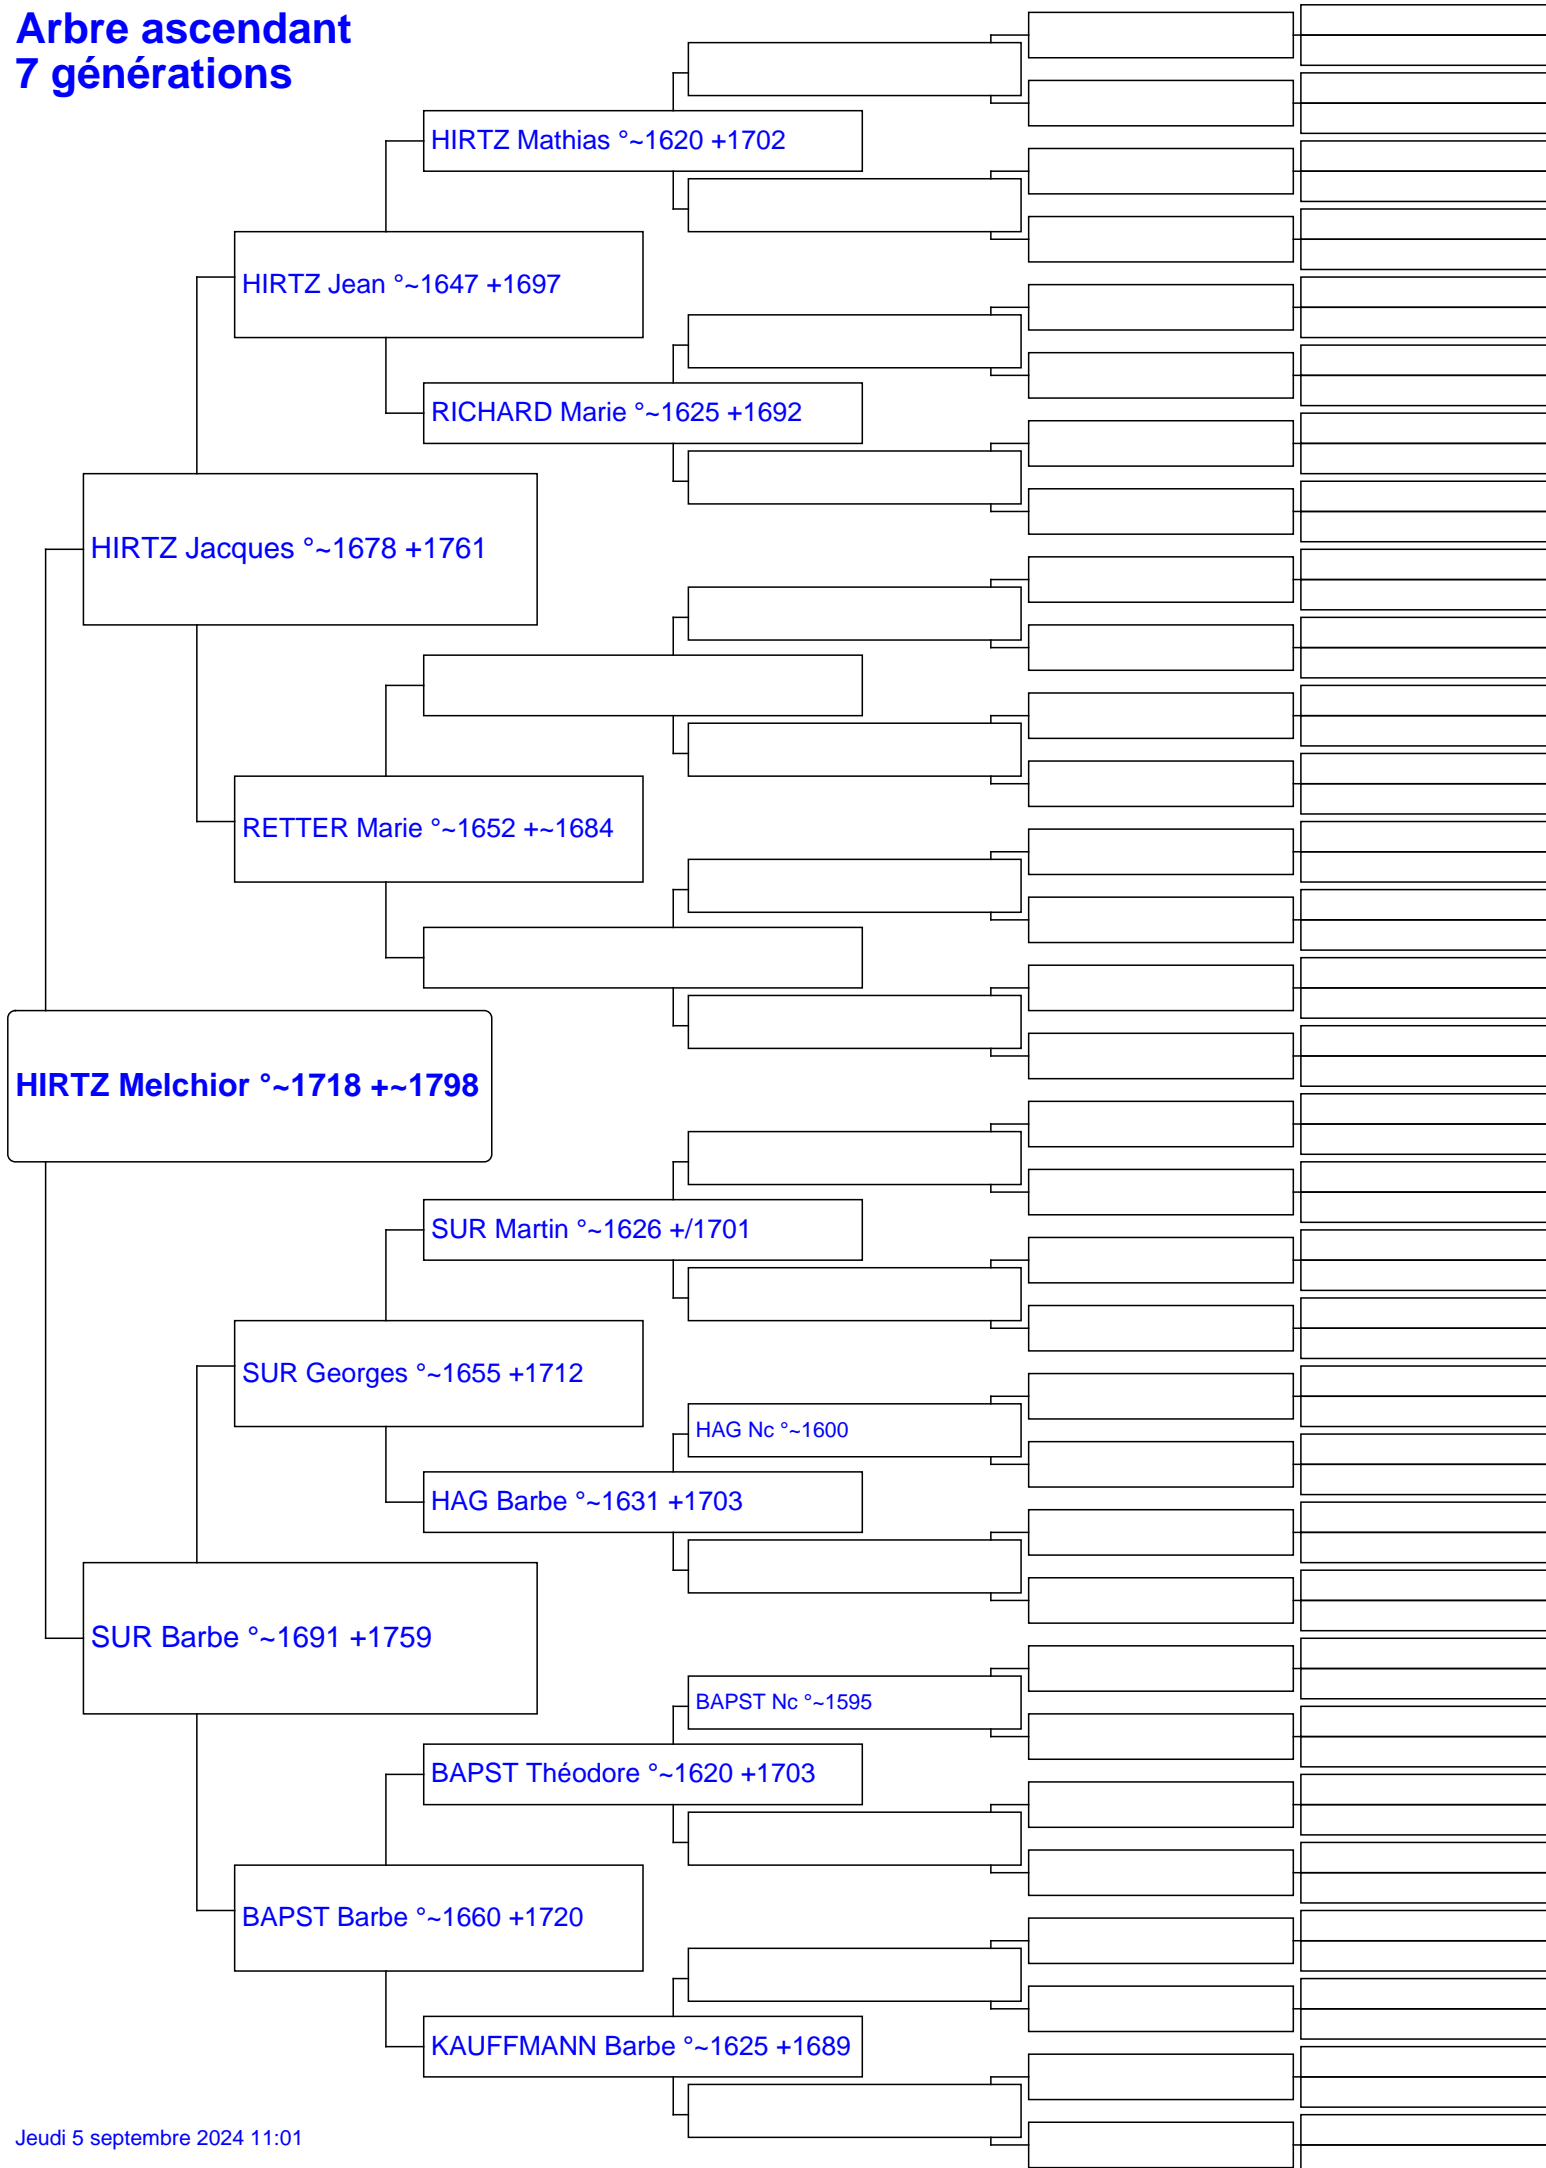 Arbre ascendant
7 générations
HIRTZ Mathias °~1620 +1702
HIRTZ Jean °~1647 +1697
RICHARD Marie °~1625 +1692
HIRTZ Jacques °~1678 +1761
RETTER Marie °~1652 +~1684
HIRTZ Melchior °~1718 +~1798
SUR Martin °~1626 +/1701
SUR Georges °~1655 +1712
HAG Nc °~1600
HAG Barbe °~1631 +1703
SUR Barbe °~1691 +1759
BAPST Nc °~1595
BAPST Théodore °~1620 +1703
BAPST Barbe °~1660 +1720
KAUFFMANN Barbe °~1625 +1689
Jeudi 5 septembre 2024 11:01